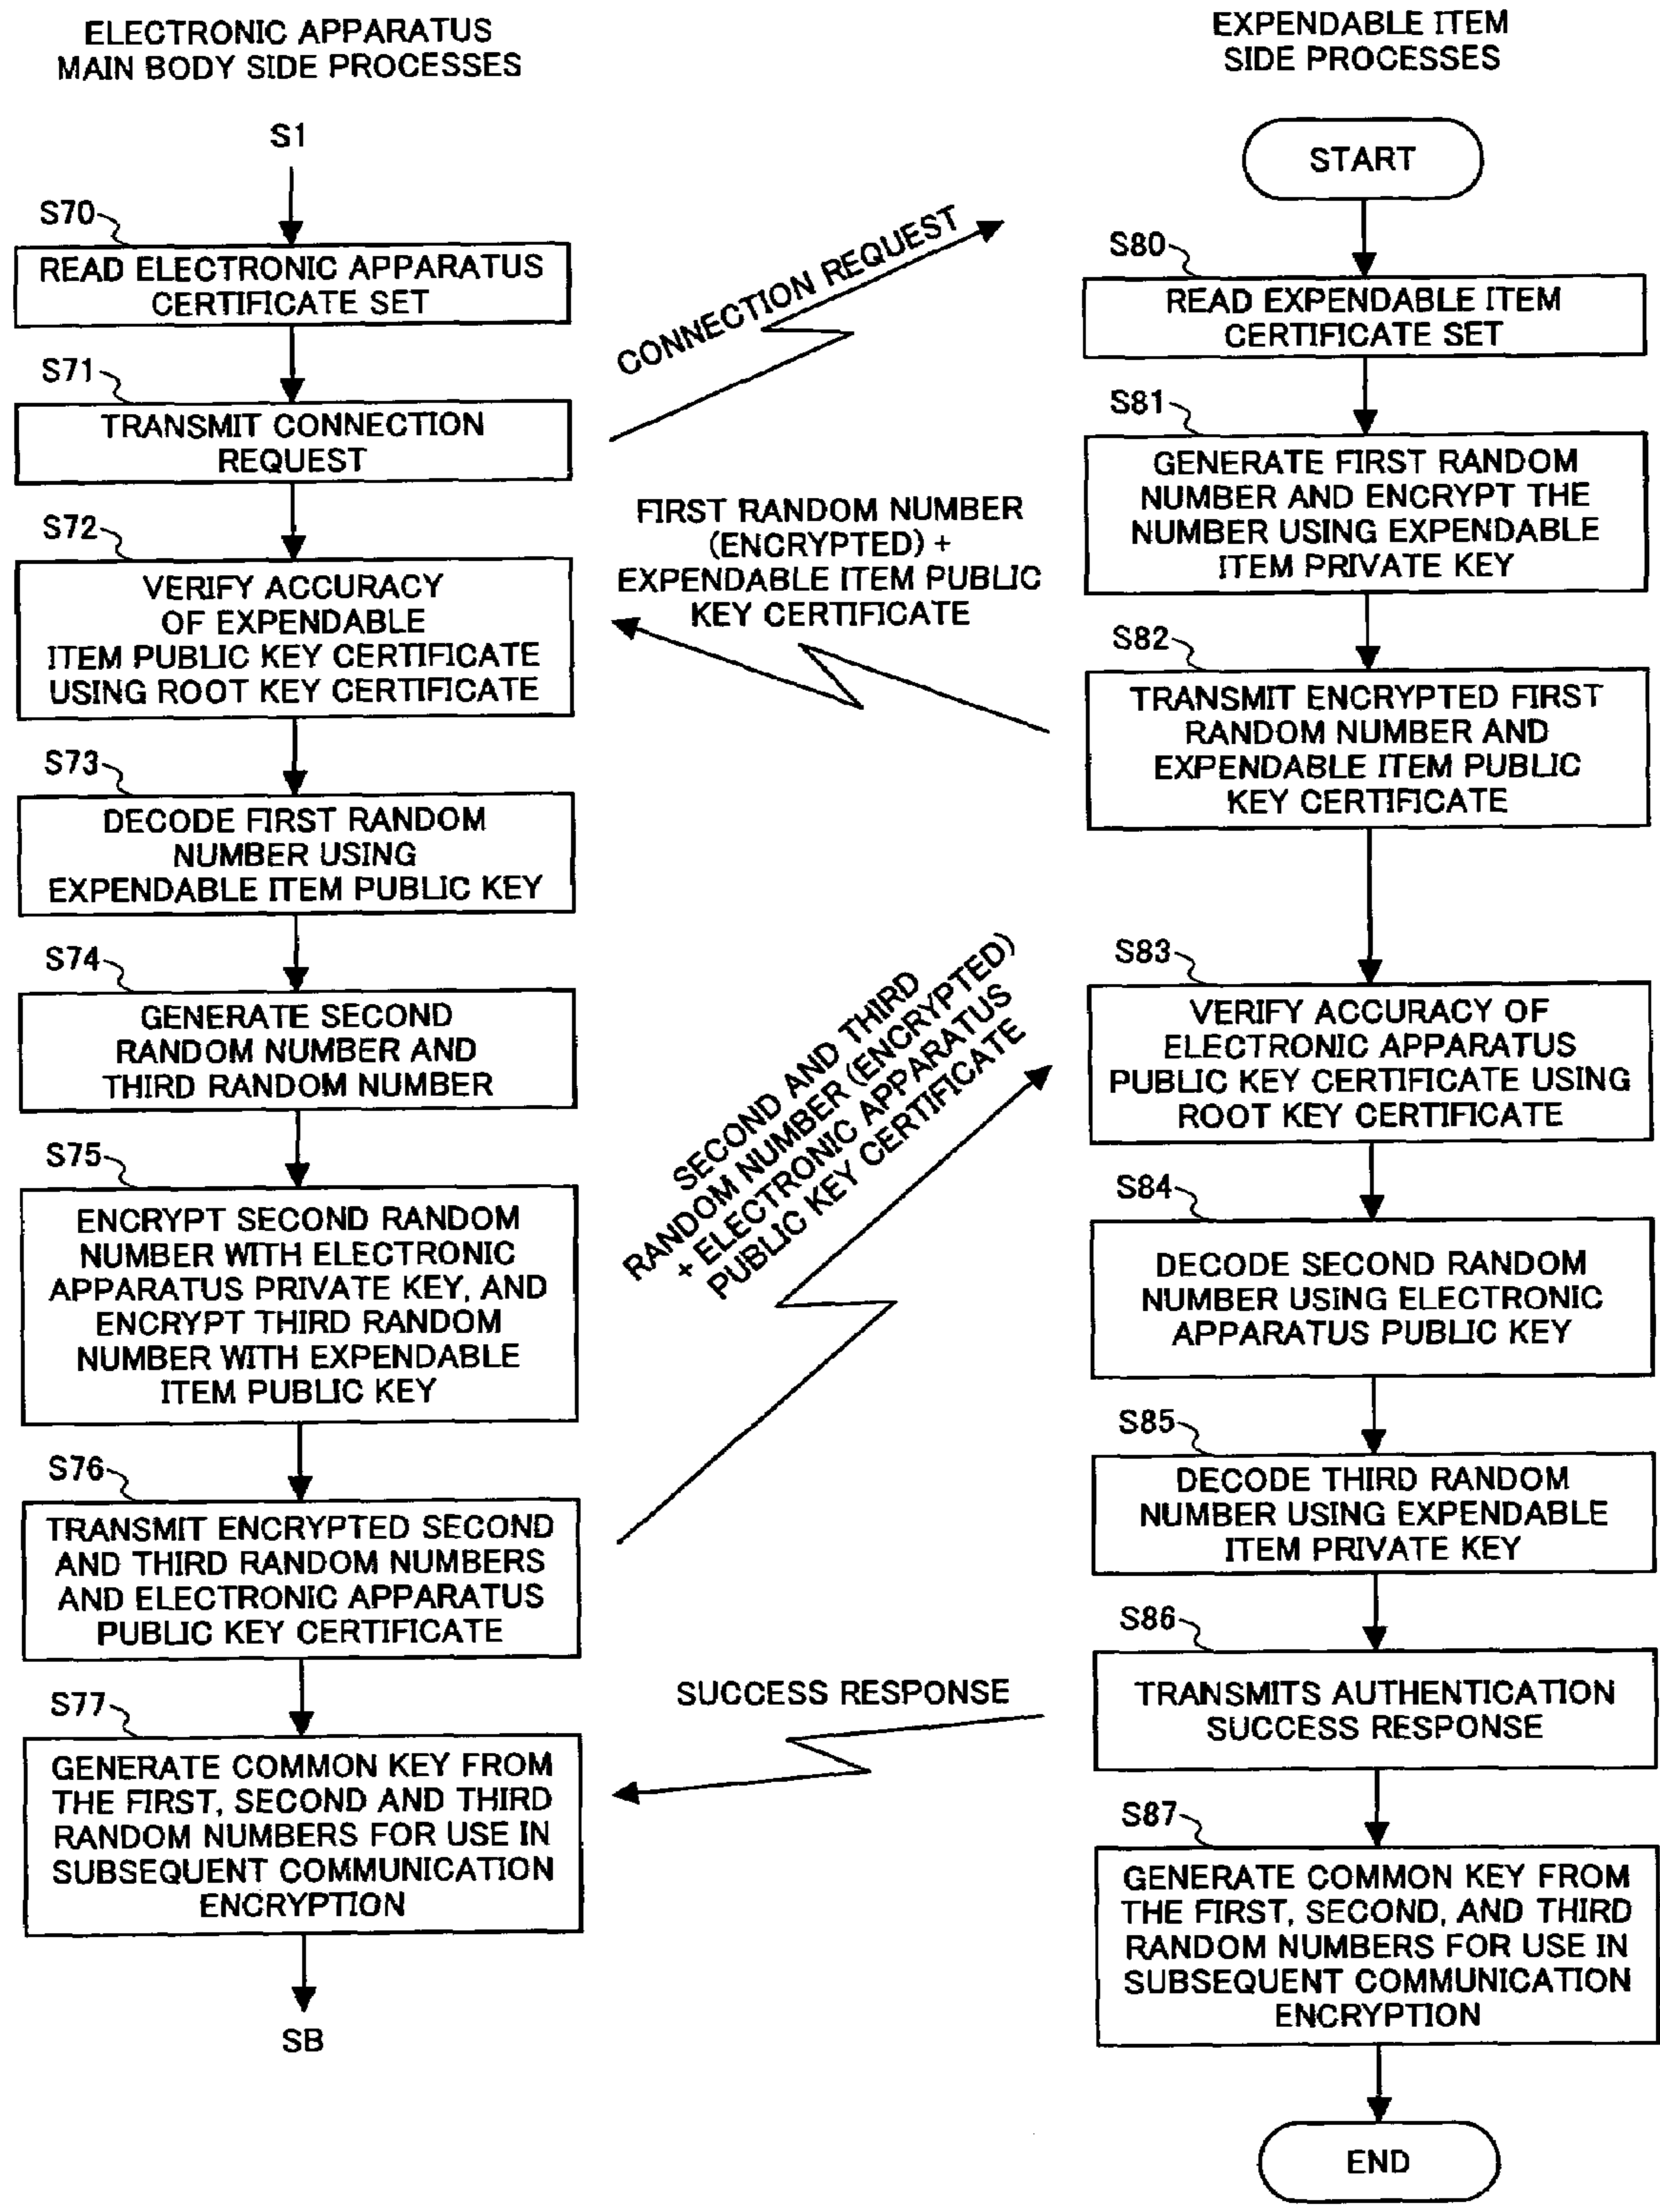 ELECTRONIC APPARATUS
MAIN BODY SIDE PROCESSES
S1
S70
READ ELECTRONIC APPARATUS
CERTIFICATE SET
S71
TRANSMIT CONNECTION
REQUEST
S72
VERIFY ACCURACY
OF EXPENDABLE
ITEM PUBLIC KEY CERTIFICATE
USING ROOT KEY CERTIFICATE
S73
DECODE FIRST RANDOM
NUMBER USING
EXPENDABLE ITEM PUBLIC KEY
S74
GENERATE SECOND
RANDOM NUMBER AND
THIRD RANDOM NUMBER
S75
ENCRYPT SECOND RANDOM
NUMBER WITH ELECTRONIC
APPARATUS PRIVATE KEY, AND
ENCRYPT THIRD RANDOM
NUMBER WITH EXPENDABLE
ITEM PUBLIC KEY
S76
TRANSMIT ENCRYPTED SECOND
AND THIRD RANDOM NUMBERS
AND ELECTRONIC APPARATUS
PUBLIC KEY CERTIFICATE
S77
GENERATE COMMON KEY FROM
THE FIRST, SECOND AND THIRD
RANDOM NUMBERS FOR USE IN
SUBSEQUENT COMMUNICATION
ENCRYPTION
SB
CONNECTION REQUEST
FIRST RANDOM NUMBER
(ENCRYPTED) +
EXPENDABLE ITEM PUBLIC
KEY CERTIFICATE
SECOND AND THIRD
RANDOM NUMBER (ENCRYPTED)
+ ELECTRONIC APPARATUS
PUBLIC KEY CERTIFICATE
SUCCESS RESPONSE
EXPENDABLE ITEM
SIDE PROCESSES
START
S80
READ EXPENDABLE ITEM
CERTIFICATE SET
S81
GENERATE FIRST RANDOM
NUMBER AND ENCRYPT THE
NUMBER USING EXPENDABLE
ITEM PRIVATE KEY
S82
TRANSMIT ENCRYPTED FIRST
RANDOM NUMBER AND
EXPENDABLE ITEM PUBLIC
KEY CERTIFICATE
S83
VERIFY ACCURACY OF
ELECTRONIC APPARATUS
PUBLIC KEY CERTIFICATE USING
ROOT KEY CERTIFICATE
S84
DECODE SECOND RANDOM
NUMBER USING ELECTRONIC
APPARATUS PUBLIC KEY
S85
DECODE THIRD RANDOM
NUMBER USING EXPENDABLE
ITEM PRIVATE KEY
S86
TRANSMITS AUTHENTICATION
SUCCESS RESPONSE
S87
GENERATE COMMON KEY FROM
THE FIRST, SECOND, AND THIRD
RANDOM NUMBERS FOR USE IN
SUBSEQUENT COMMUNICATION
ENCRYPTION
END